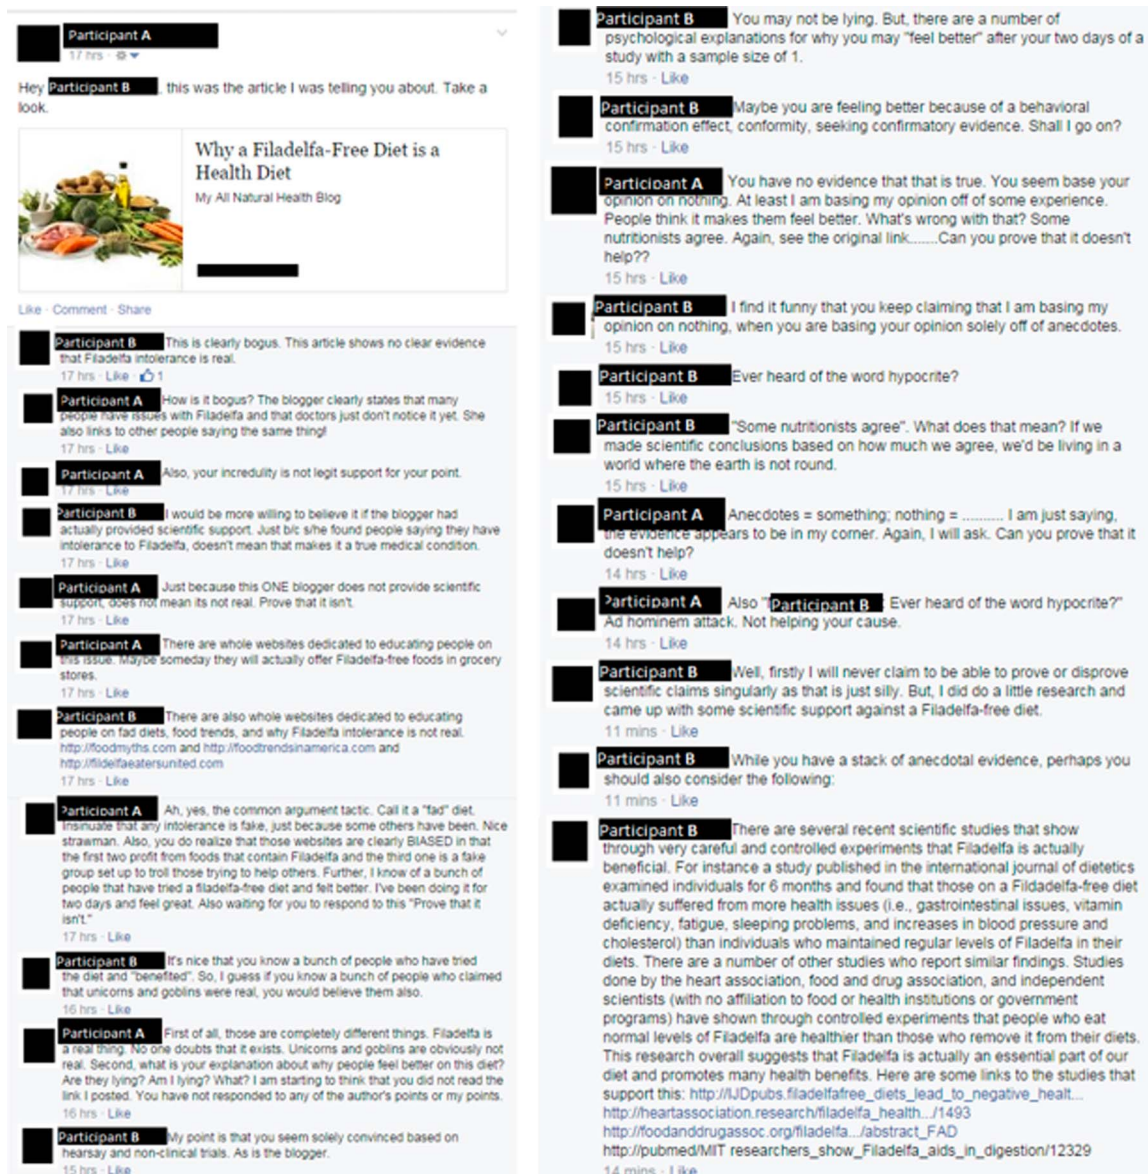 Participant A
17 hrs ·
Hey Participant B , this was the article I was telling you about. Take a
look.
Why a Filadelfa-Free Diet is a
Health Diet
My All Natural Health Blog
Like · Comment · Share
Participant B This is clearly bogus. This article shows no clear evidence
that Filadelfa intolerance is real.
17 hrs · Like · 1
Participant A How is it bogus? The blogger clearly states that many
people have issues with Filadelfa and that doctors just don't notice it yet. She
also links to other people saying the same thing!
17 hrs · Like
Participant A Also, your incredulity is not legit support for your point.
17 hrs · Like
Participant B I would be more willing to believe it if the blogger had
actually provided scientific support. Just b/c s/he found people saying they have
intolerance to Filadelfa, doesn't mean that makes it a true medical condition.
17 hrs · Like
Participant A Just because this ONE blogger does not provide scientific
support, does not mean its not real. Prove that it isn't.
17 hrs · Like
Participant A There are whole websites dedicated to educating people on
this issue. Maybe someday they will actually offer Filadelfa-free foods in grocery
stores.
17 hrs · Like
Participant B There are also whole websites dedicated to educating
people on fad diets, food trends, and why Filadelfa intolerance is not real.
http://foodmyths.com and http://foodtrendsinamerica.com and
http://fildelfaeatersunited.com
17 hrs · Like
Participant A Ah, yes, the common argument tactic. Call it a "fad" diet.
Insinuate that any intolerance is fake, just because some others have been. Nice
strawman. Also, you do realize that those websites are clearly BIASED in that
the first two profit from foods that contain Filadelfa and the third one is a fake
group set up to troll those trying to help others. Further, I know of a bunch of
people that have tried a filadelfa-free diet and felt better. I've been doing it for
two days and feel great. Also waiting for you to respond to this "Prove that it
isn't."
17 hrs · Like
Participant B It's nice that you know a bunch of people who have tried
the diet and "benefited". So, I guess if you know a bunch of people who claimed
that unicorns and goblins were real, you would believe them also.
16 hrs · Like
Participant A First of all, those are completely different things. Filadelfa is
a real thing. No one doubts that it exists. Unicorns and goblins are obviously not
real. Second, what is your explanation about why people feel better on this diet?
Are they lying? Am I lying? What? I am starting to think that you did not read the
link I posted. You have not responded to any of the author's points or my points.
16 hrs · Like
Participant B My point is that you seem solely convinced based on
hearsay and non-clinical trials. As is the blogger.
15 hrs · Like
Participant B You may not be lying. But, there are a number of
psychological explanations for why you may "feel better" after your two days of a
study with a sample size of 1.
15 hrs · Like
Participant B Maybe you are feeling better because of a behavioral
confirmation effect, conformity, seeking confirmatory evidence. Shall I go on?
15 hrs · Like
Participant A You have no evidence that that is true. You seem base your
opinion on nothing. At least I am basing my opinion off of some experience.
People think it makes them feel better. What's wrong with that? Some
nutritionists agree. Again, see the original link.......Can you prove that it doesn't
help??
15 hrs · Like
Participant B I find it funny that you keep claiming that I am basing my
opinion on nothing, when you are basing your opinion solely off of anecdotes.
15 hrs · Like
Participant B Ever heard of the word hypocrite?
15 hrs · Like
Participant B "Some nutritionists agree". What does that mean? If we
made scientific conclusions based on how much we agree, we'd be living in a
world where the earth is not round.
15 hrs · Like
Participant A Anecdotes = something; nothing = .......... I am just saying,
the evidence appears to be in my corner. Again, I will ask. Can you prove that it
doesn't help?
14 hrs · Like
Participant A Also "Participant B : Ever heard of the word hypocrite?"
Ad hominem attack. Not helping your cause.
14 hrs · Like
Participant B Well, firstly I will never claim to be able to prove or disprove
scientific claims singularly as that is just silly. But, I did do a little research and
came up with some scientific support against a Filadelfa-free diet.
11 mins · Like
Participant B While you have a stack of anecdotal evidence, perhaps you
should also consider the following:
11 mins · Like
Participant B There are several recent scientific studies that show
through very careful and controlled experiments that Filadelfa is actually
beneficial. For instance a study published in the international journal of dietetics
examined individuals for 6 months and found that those on a Fildadelfa-free diet
actually suffered from more health issues (i.e., gastrointestinal issues, vitamin
deficiency, fatigue, sleeping problems, and increases in blood pressure and
cholesterol) than individuals who maintained regular levels of Filadelfa in their
diets. There are a number of other studies who report similar findings. Studies
done by the heart association, food and drug association, and independent
scientists (with no affiliation to food or health institutions or government
programs) have shown through controlled experiments that people who eat
normal levels of Filadelfa are healthier than those who remove it from their diets.
This research overall suggests that Filadelfa is actually an essential part of our
diet and promotes many health benefits. Here are some links to the studies that
support this: http://IJDpubs.filadelfafree_diets_lead_to_negative_healt...
http://heartassociation.research/filadelfa_health.../1493
http://foodanddrugassoc.org/filadelfa.../abstract_FAD
http://pubmed/MIT researchers_show_Filadelfa_aids_in_digestion/12329
14 mins · Like